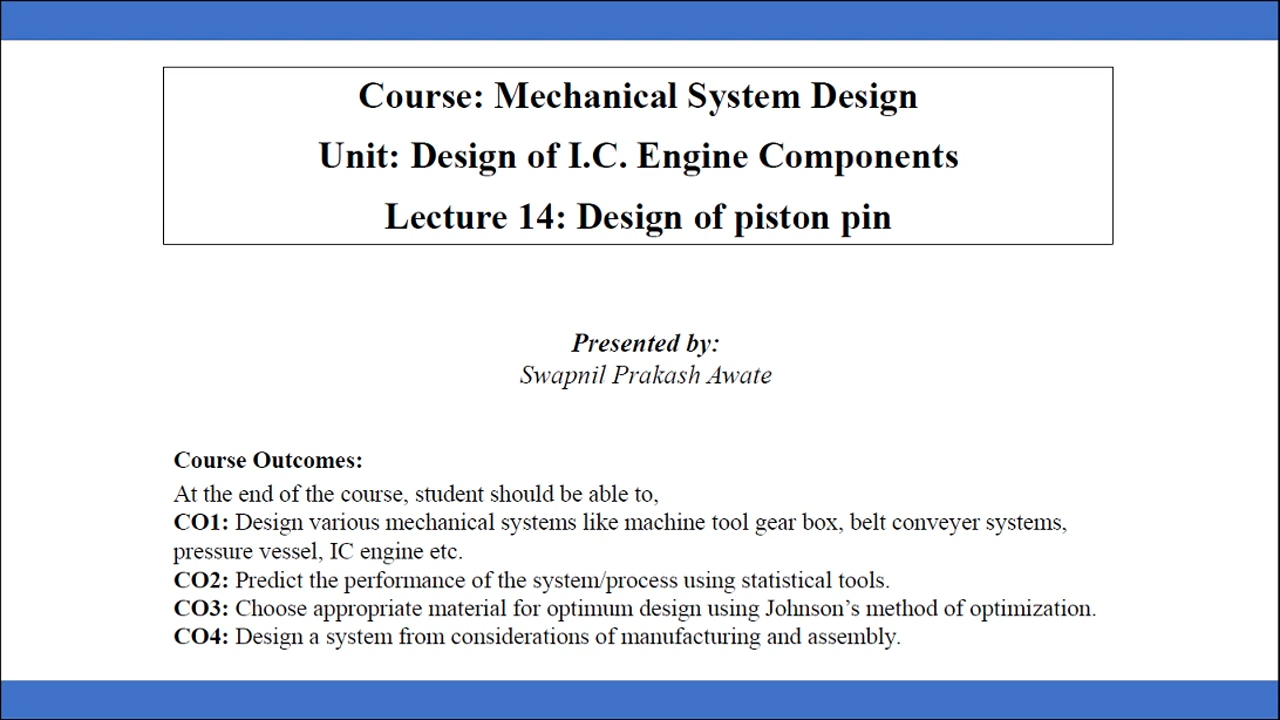 Course: Mechanical System Design
Unit: Design of I.C. Engine Components
Lecture 14: Design of piston pin
Presented by:
Swapnil Prakash Awate
Course Outcomes:
At the end of the course, student should be able to,
CO1: Design various mechanical systems like machine tool gear box, belt conveyer systems,
pressure vessel, IC engine etc.
CO2: Predict the performance of the system/process using statistical tools.
CO3: Choose appropriate material for optimum design using Johnson’s method of optimization.
CO4: Design a system from considerations of manufacturing and assembly.